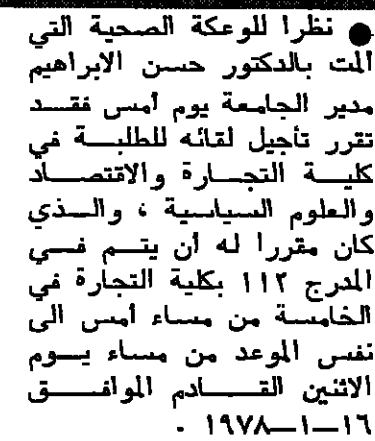 ● نظرا للوعكة الصحية التي
ألمت بالدكتور حسن الابراهيم
مدير الجامعة يوم أمس فقد
تقرر تأجيل لقائه للطلبة في
كلية التجارة والاقتصاد
والعلوم السياسية ، والذي
كان مقررا له أن يتم في
المدرج ١١٢ بكلية التجارة في
الخامسة من مساء أمس الى
نفس الموعد من مساء يوم
الاثنين القادم الموافق
١٦—١—١٩٧٨ .